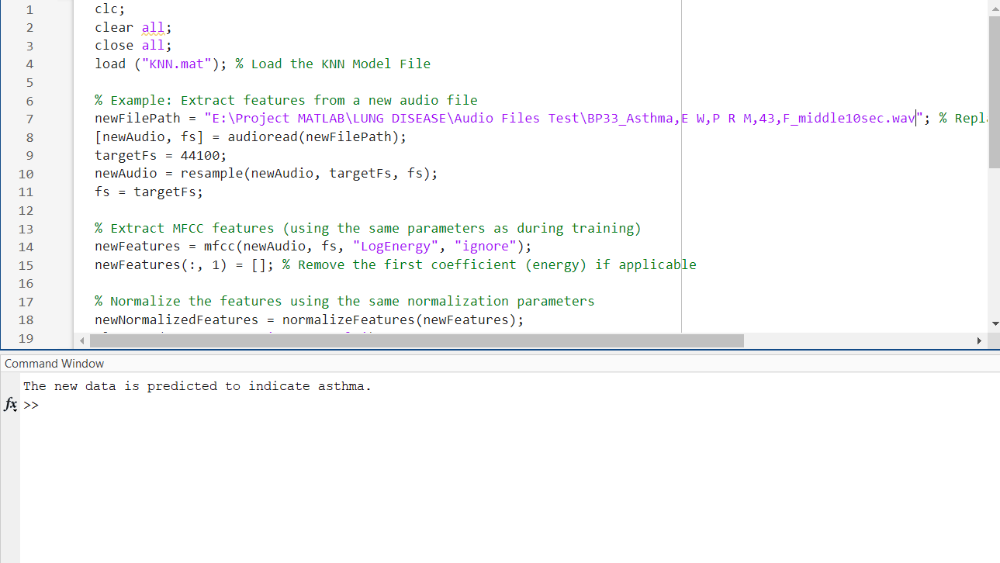 1 clc;
2 clear all;
3 close all;
4 load ("KNN.mat"); % Load the KNN Model File
5
6 % Example: Extract features from a new audio file
7 newFilePath = "E:\Project MATLAB\LUNG DISEASE\Audio Files Test\BP33_Asthma,E W,P R M,43,F_middle10sec.wav"; % Repl
8 [newAudio, fs] = audioread(newFilePath);
9 targetFs = 44100;
10 newAudio = resample(newAudio, targetFs, fs);
11 fs = targetFs;
12
13 % Extract MFCC features (using the same parameters as during training)
14 newFeatures = mfcc(newAudio, fs, "LogEnergy", "ignore");
15 newFeatures(:, 1) = []; % Remove the first coefficient (energy) if applicable
16
17 % Normalize the features using the same normalization parameters
18 newNormalizedFeatures = normalizeFeatures(newFeatures);
19
Command Window
The new data is predicted to indicate asthma.
fx >>